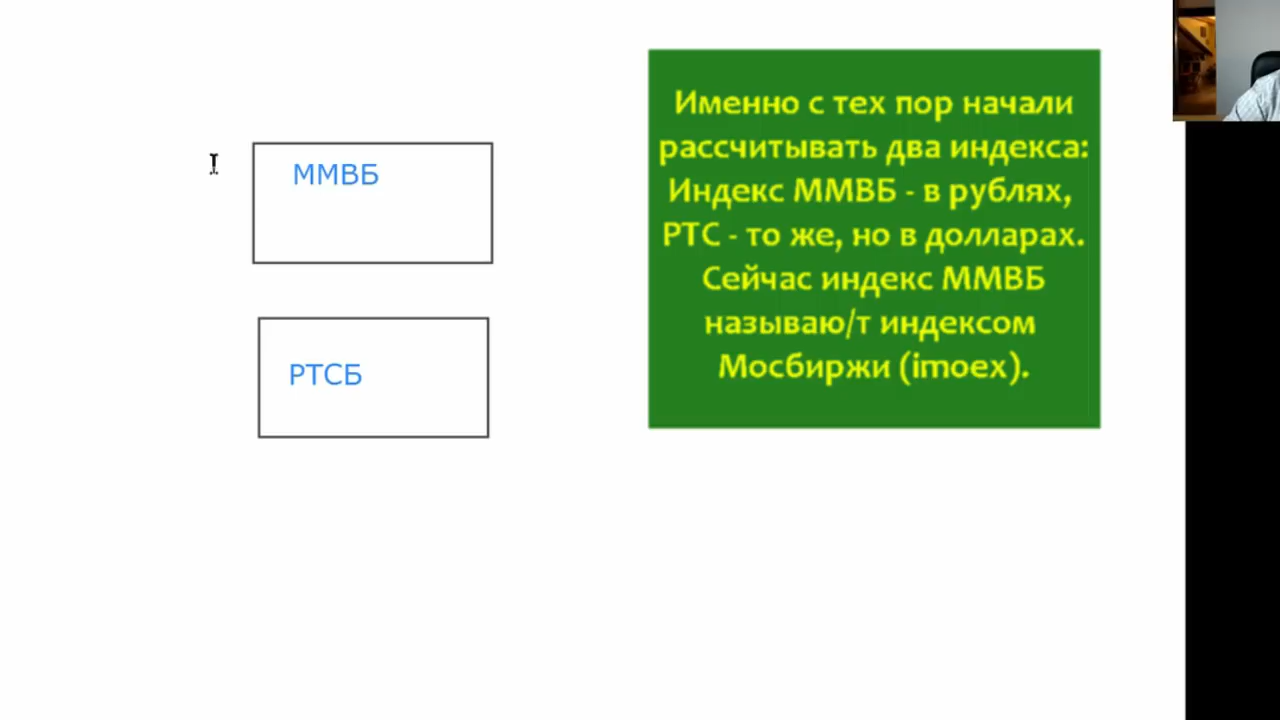 ММВБ
РТСБ
Именно с тех пор начали
рассчитывать два индекса:
Индекс ММВБ - в рублях,
РТС - то же, но в долларах.
Сейчас индекс ММВБ
называю/т индексом
Мосбиржи (imoex).